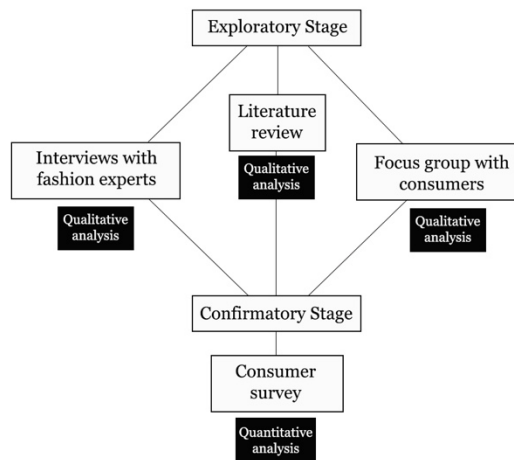 Exploratory Stage
Literature
review
Qualitative
analysis
Interviews with
fashion experts
Qualitative
analysis
Focus group with
consumers
Qualitative
analysis
Confirmatory Stage
Consumer
survey
Quantitative
analysis